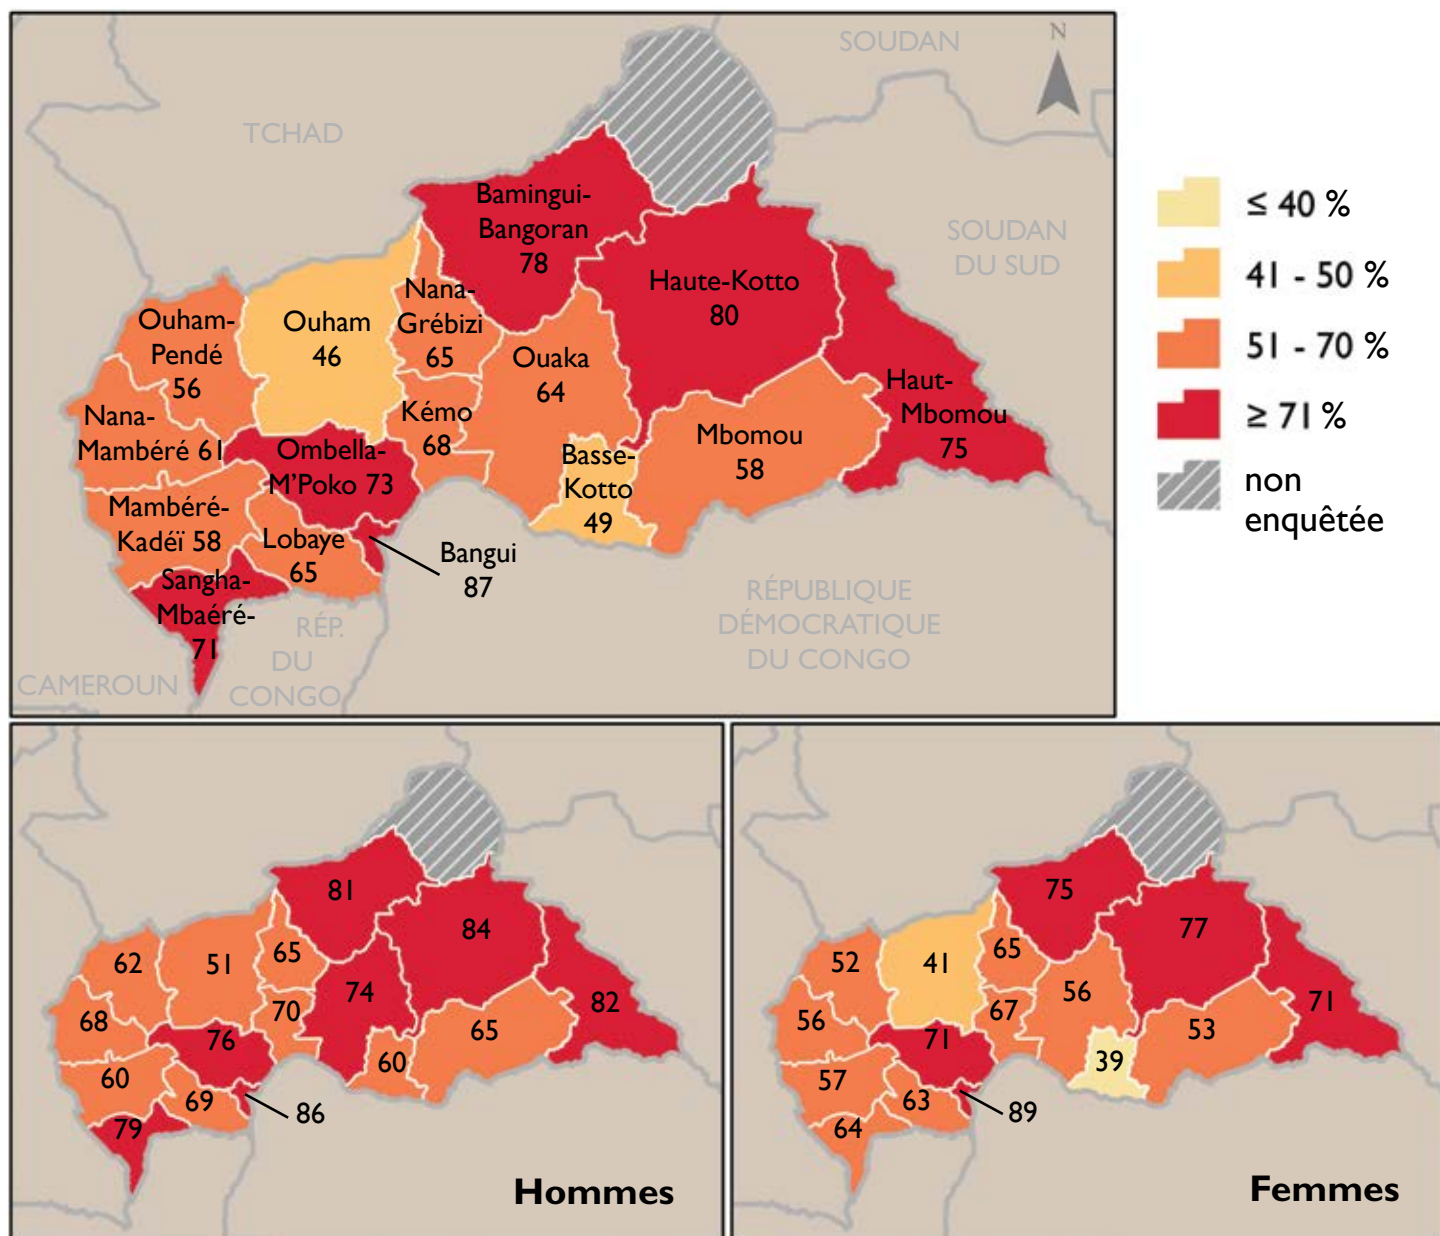 SOUDAN
N
TCHAD
SOUDAN
DU SUD
Bamingui-
Bangoran
78
Haute-Kotto
80
Nana-
Grébizi
65
Ouham-
Pendé
56
Ouham
46
Ouaka
64
Haut-
Mbomou
75
Kémo
68
Nana-
Mambéré 61
Ombella-
M'Poko 73
Mbomou
58
Basse-
Kotto
49
Mambéré-
Kadéï 58
Lobaye
65
Bangui
87
Sangha-
Mbaéré-
71
RÉPUBLIQUE
DÉMOCRATIQUE
DU CONGO
RÉP.
DU
CONGO
CAMEROUN
≤ 40 %
41 - 50 %
51 - 70 %
≥ 71 %
non
enquêtée
81
84
62
51
65
74
82
68
70
76
65
60
60
69
86
79
Hommes
75
77
52
41
65
56
71
56
67
71
53
39
57
63
89
64
Femmes